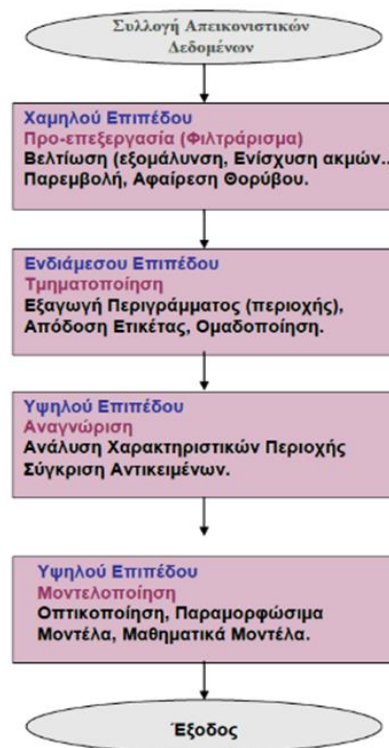 Συλλογή Απεικονιστικών
Δεδομένων
Χαμηλού Επιπέδου
Προ-επεξεργασία (Φιλτράρισμα)
Βελτίωση (εξομάλυνση, Ενίσχυση ακμών..
Παρεμβολή, Αφαίρεση Θορύβου.
Ενδιάμεσου Επιπέδου
Τμηματοποίηση
Εξαγωγή Περιγράμματος (περιοχής),
Απόδοση Ετικέτας, Ομαδοποίηση.
Υψηλού Επιπέδου
Αναγνώριση
Ανάλυση Χαρακτηριστικών Περιοχής
Σύγκριση Αντικειμένων.
Υψηλού Επιπέδου
Μοντελοποίηση
Οπτικοποίηση, Παραμορφώσιμα
Μοντέλα, Μαθηματικά Μοντέλα.
Έξοδος